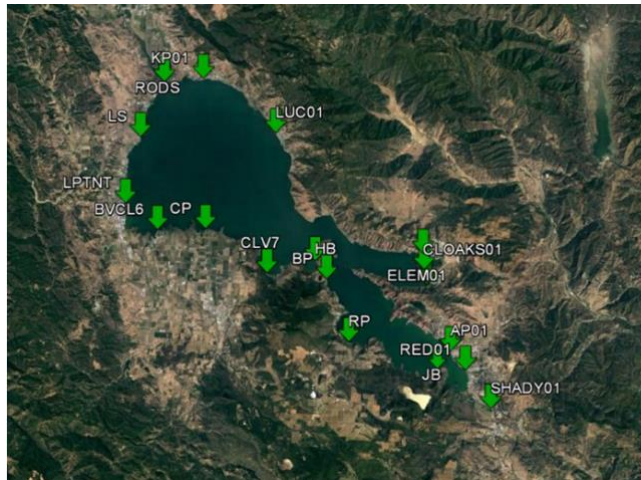 KP01
RODS
LS
LUC01
LPTNT
BVCL6
CP
CLV7
HB
BP
CLOAKS01
ELEM01
RP
AP01
RED01
JB
SHADY01